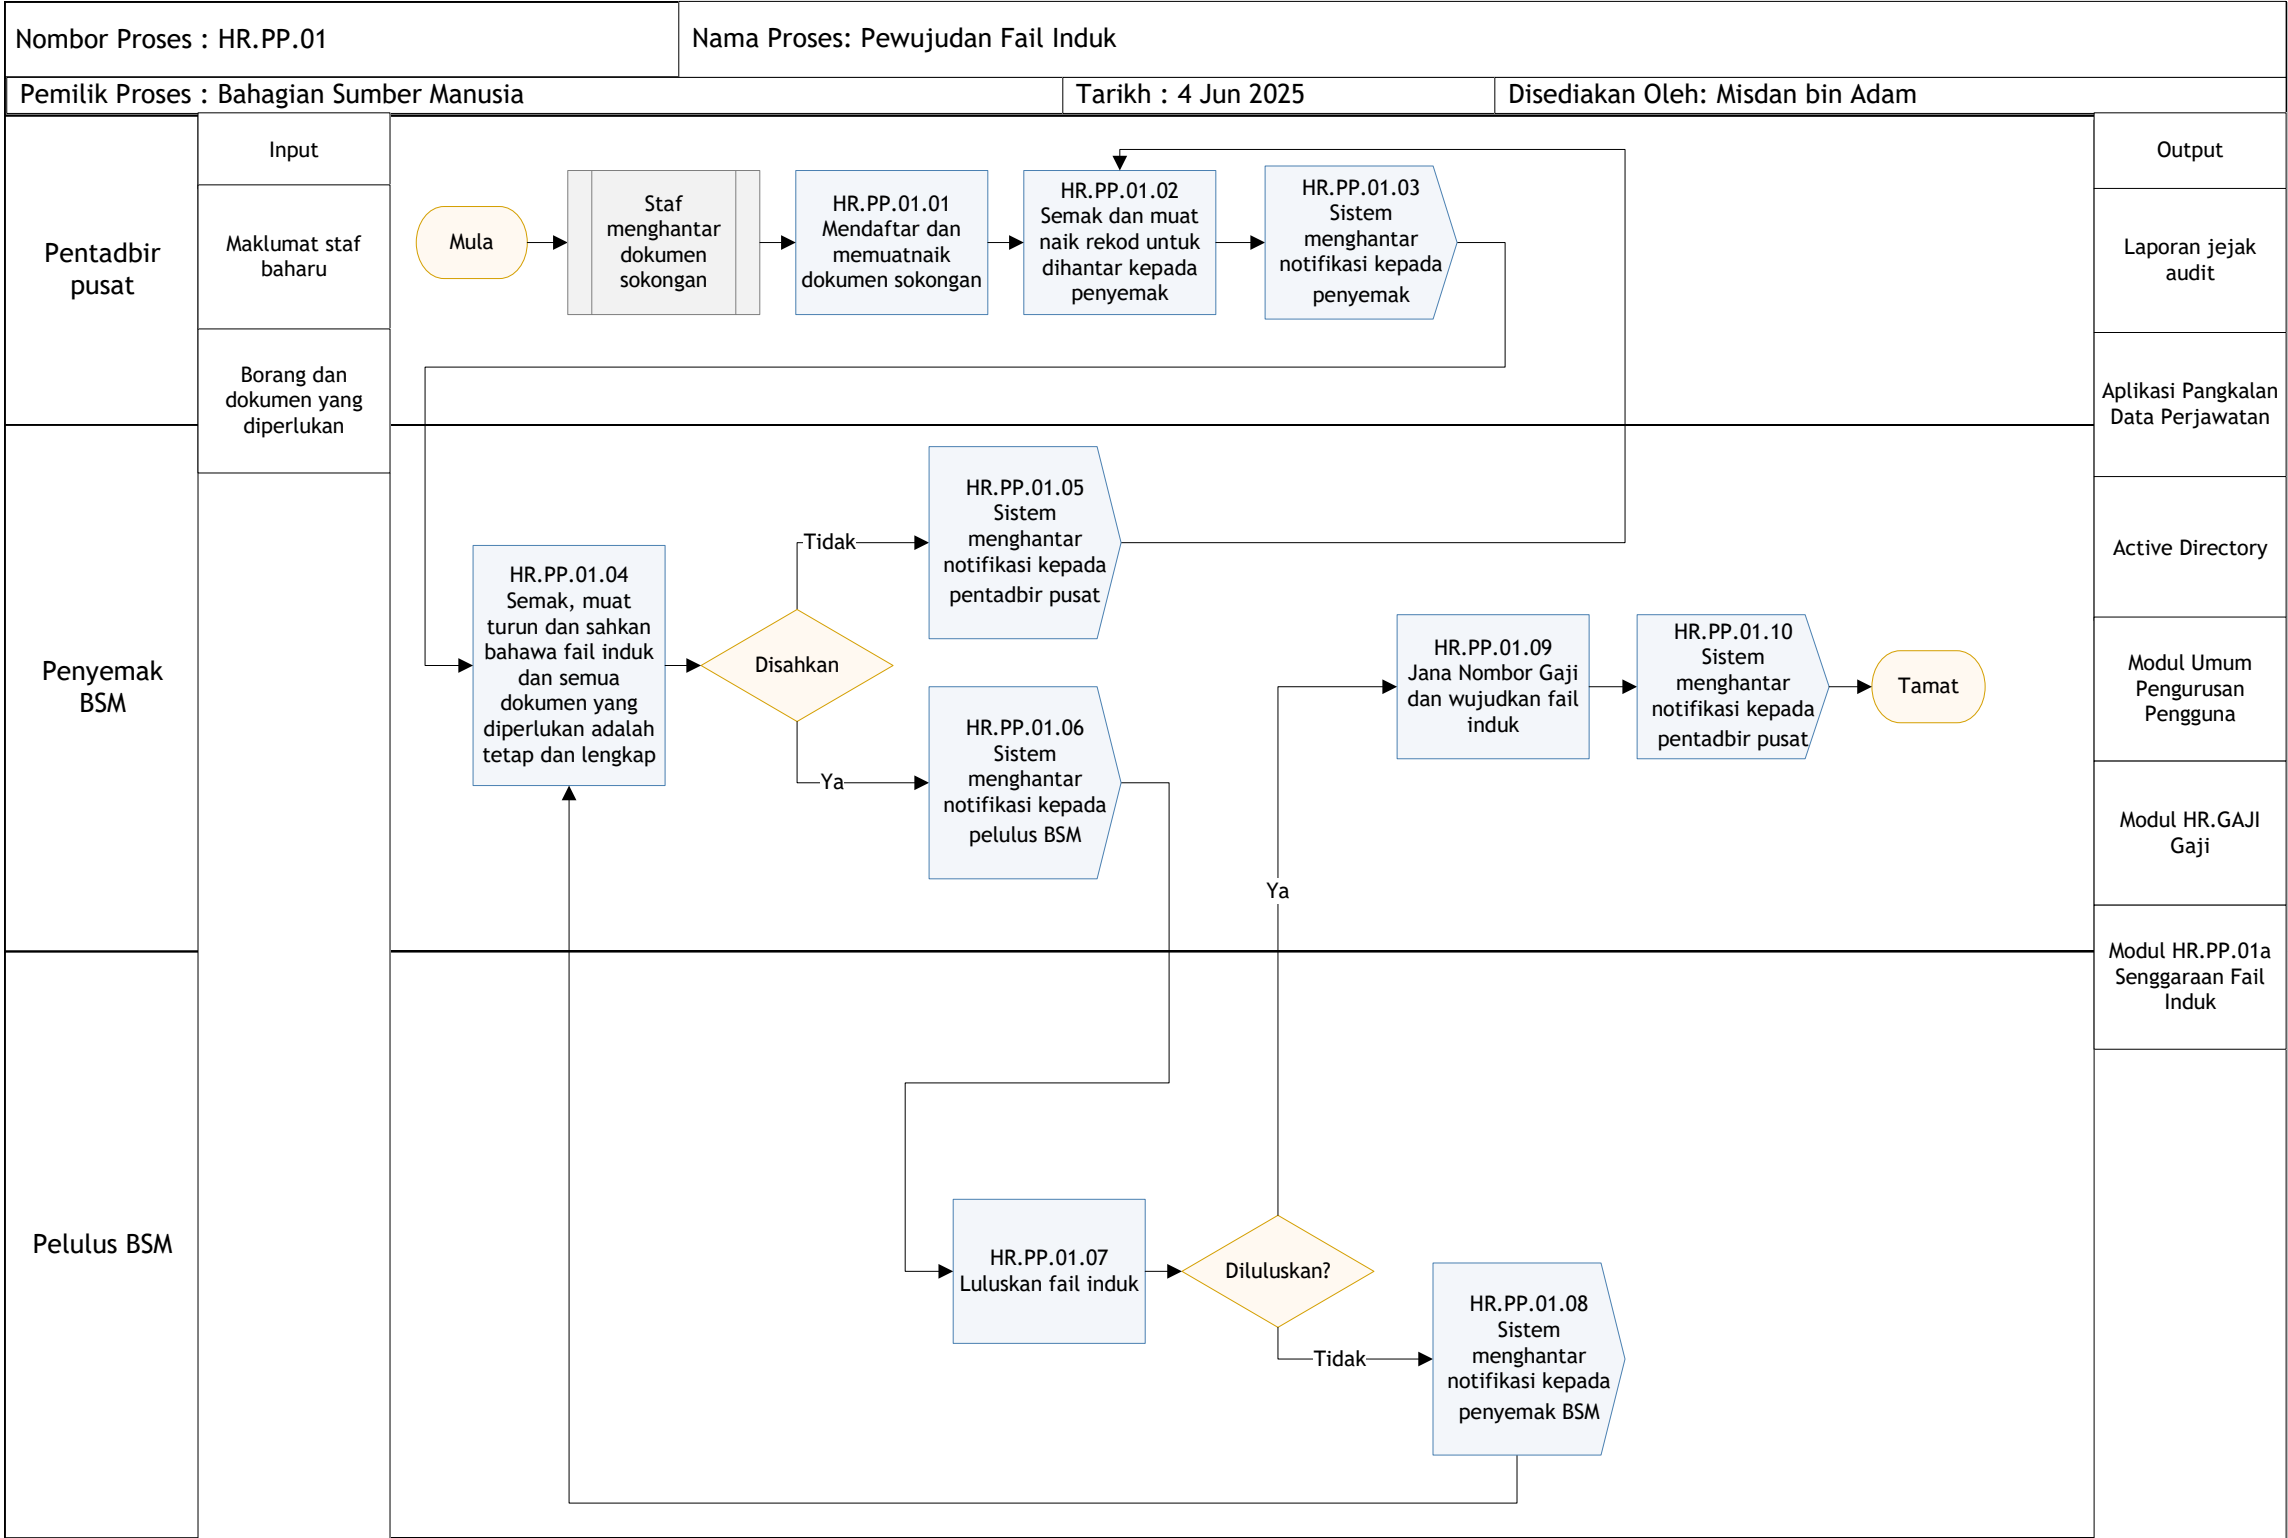 Nombor Proses : HR.PP.01
Nama Proses: Pewujudan Fail Induk
Pemilik Proses : Bahagian Sumber Manusia
Tarikh : 4 Jun 2025
Disediakan Oleh: Misdan bin Adam
Pentadbir
pusat
Input
Maklumat staf
baharu
Borang dan
dokumen yang
diperlukan
Mula
Staf
menghantar
dokumen
sokongan
HR.PP.01.01
Mendaftar dan
memuatnaik
dokumen sokongan
HR.PP.01.02
Semak dan muat
naik rekod untuk
dihantar kepada
penyemak
HR.PP.01.03
Sistem
menghantar
notifikasi kepada
penyemak
Penyemak
BSM
HR.PP.01.04
Semak, muat
turun dan sahkan
bahawa fail induk
dan semua
dokumen yang
diperlukan adalah
tetap dan lengkap
Disahkan
Tidak
HR.PP.01.05
Sistem
menghantar
notifikasi kepada
pentadbir pusat
Ya
HR.PP.01.06
Sistem
menghantar
notifikasi kepada
pelulus BSM
Ya
HR.PP.01.09
Jana Nombor Gaji
dan wujudkan fail
induk
HR.PP.01.10
Sistem
menghantar
notifikasi kepada
pentadbir pusat
Tamat
Pelulus BSM
HR.PP.01.07
Luluskan fail induk
Diluluskan?
Tidak
HR.PP.01.08
Sistem
menghantar
notifikasi kepada
penyemak BSM
Output
Laporan jejak
audit
Aplikasi Pangkalan
Data Perjawatan
Active Directory
Modul Umum
Pengurusan
Pengguna
Modul HR.GAJI
Gaji
Modul HR.PP.01a
Senggaraan Fail
Induk